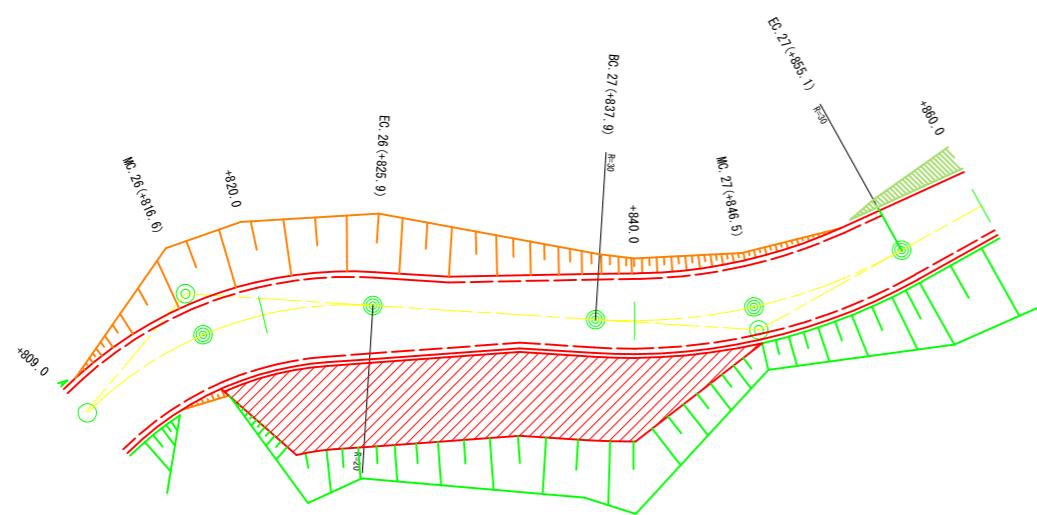 +809.0
MC. 26 (+816.6)
+820.0
EC. 26 (+825.9)
R=20
BC. 27 (+837.9)
R=30
+840.0
MC. 27 (+846.5)
EC. 27 (+855.1)
R=30
+860.0